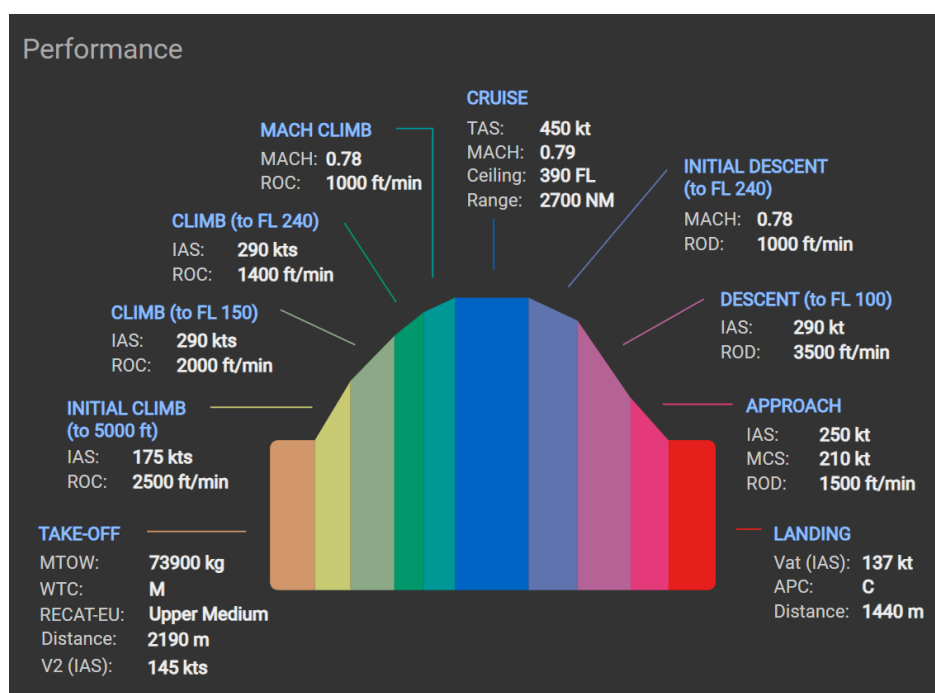 Performance
CRUISE
TAS: 450 kt
MACH: 0.79
Ceiling: 390 FL
Range: 2700 NM
MACH CLIMB
MACH: 0.78
ROC: 1000 ft/min
INITIAL DESCENT
(to FL 240)
MACH: 0.78
ROD: 1000 ft/min
CLIMB (to FL 240)
IAS: 290 kts
ROC: 1400 ft/min
DESCENT (to FL 100)
IAS: 290 kt
ROD: 3500 ft/min
CLIMB (to FL 150)
IAS: 290 kts
ROC: 2000 ft/min
INITIAL CLIMB
(to 5000 ft)
IAS: 175 kts
ROC: 2500 ft/min
APPROACH
IAS: 250 kt
MCS: 210 kt
ROD: 1500 ft/min
TAKE-OFF
MTOW: 73900 kg
WTC: M
RECAT-EU: Upper Medium
Distance: 2190 m
V2 (IAS): 145 kts
LANDING
Vat (IAS): 137 kt
APC: C
Distance: 1440 m